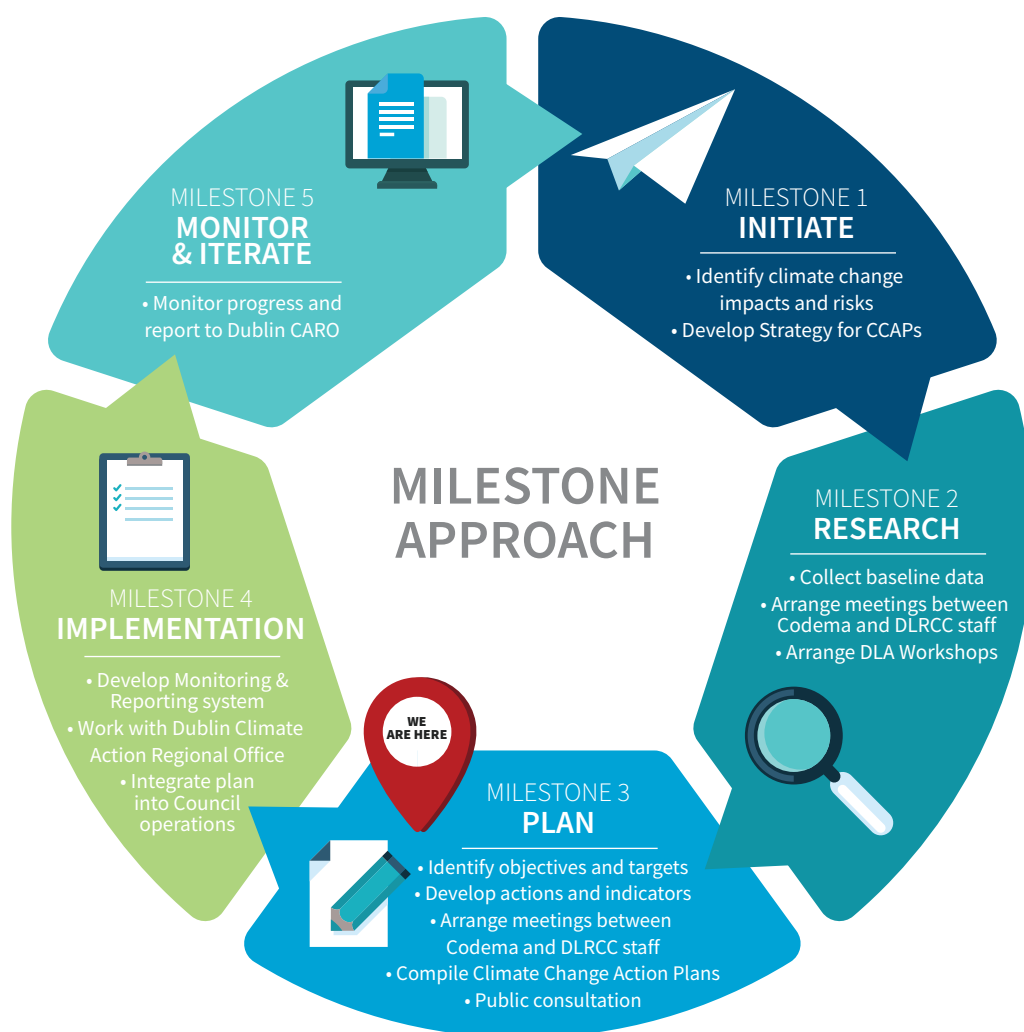 MILESTONE APPROACH
MILESTONE 1
INITIATE
• Identify climate change
impacts and risks
• Develop Strategy for CCAPs
MILESTONE 2
RESEARCH
• Collect baseline data
• Arrange meetings between
Codema and DLRCC staff
• Arrange DLA Workshops
WE
ARE HERE
MILESTONE 3
PLAN
• Identify objectives and targets
• Develop actions and indicators
• Arrange meetings between
Codema and DLRCC staff
• Compile Climate Change Action Plans
• Public consultation
MILESTONE 4
IMPLEMENTATION
• Develop Monitoring &
Reporting system
• Work with Dublin Climate
Action Regional Office
• Integrate plan
into Council
operations
MILESTONE 5
MONITOR
& ITERATE
• Monitor progress and
report to Dublin CARO